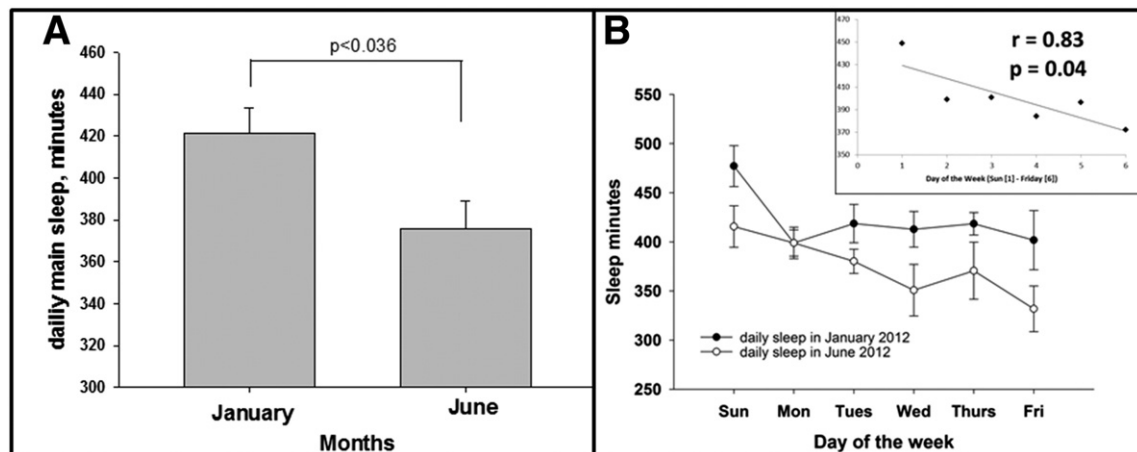 A
p<0.036
460
440
420
400
380
360
340
320
300
dailiy main sleep, minutes
January
June
Months
B
470
450
430
410
390
370
350
r = 0.83
p = 0.04
0
1
2
3
4
5
6
Day of the Week (Sun [1] - Friday [6])
550
500
450
400
350
300
250
Sleep minutes
daily sleep in January 2012
daily sleep in June 2012
Sun
Mon
Tues
Wed
Thurs
Fri
Day of the week